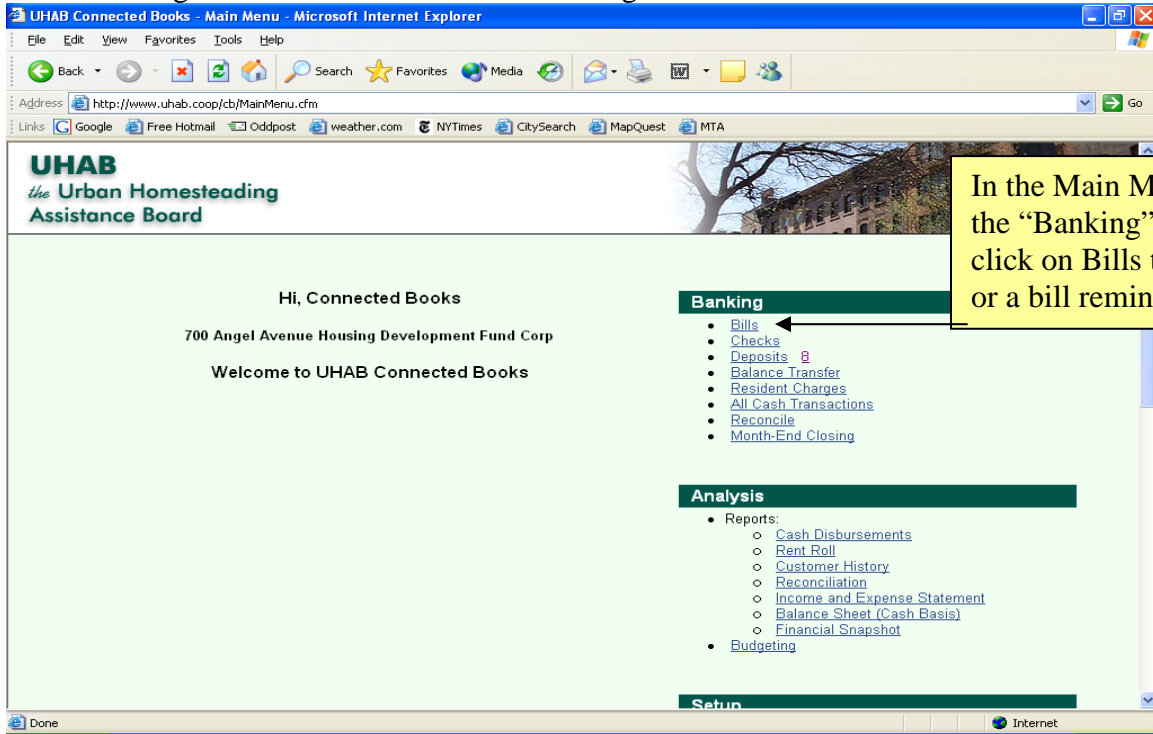 UHAB Connected Books - Main Menu - Microsoft Internet Explorer
File Edit View Favorites Tools Help
Back Search Favorites Media
Address http://www.uhab.coop/cb/MainMenu.cfm Go
Links Google Free Hotmail Oddpost weather.com NYTimes CitySearch MapQuest MTA
UHAB
the Urban Homesteading
Assistance Board
In the Main M
the “Banking”
click on Bills t
or a bill remin
Hi, Connected Books
700 Angel Avenue Housing Development Fund Corp
Welcome to UHAB Connected Books
Banking
Bills
Checks
Deposits 8
Balance Transfer
Resident Charges
All Cash Transactions
Reconcile
Month-End Closing
Analysis
Reports:
Cash Disbursements
Rent Roll
Customer History
Reconciliation
Income and Expense Statement
Balance Sheet (Cash Basis)
Financial Snapshot
Budgeting
Setup
Done Internet